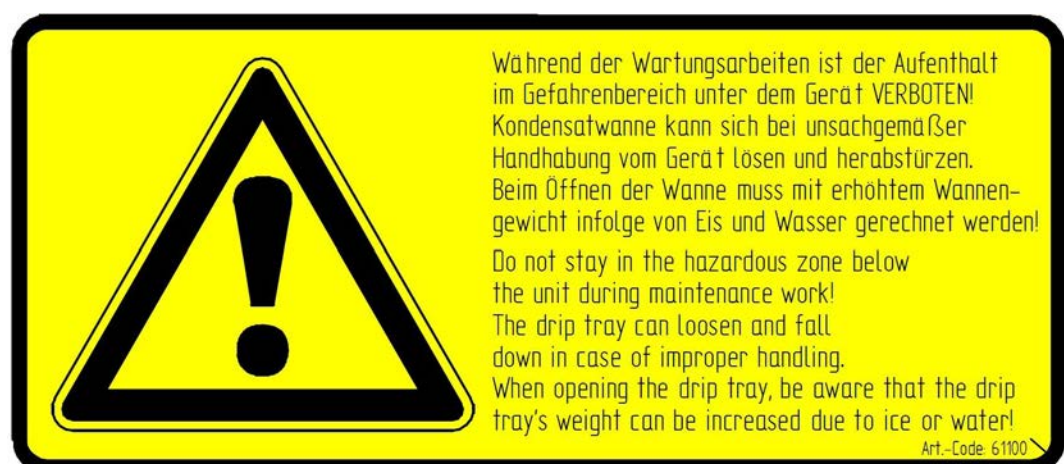 Während der Wartungsarbeiten ist der Aufenthalt
im Gefahrenbereich unter dem Gerät VERBOTEN!
Kondensatwanne kann sich bei unsachgemäßer
Handhabung vom Gerät lösen und herabstürzen.
Beim Öffnen der Wanne muss mit erhöhtem Wannen-
gewicht infolge von Eis und Wasser gerechnet werden!
Do not stay in the hazardous zone below
the unit during maintenance work!
The drip tray can loosen and fall
down in case of improper handling.
When opening the drip tray, be aware that the drip
tray's weight can be increased due to ice or water!
Art.-Code: 61100